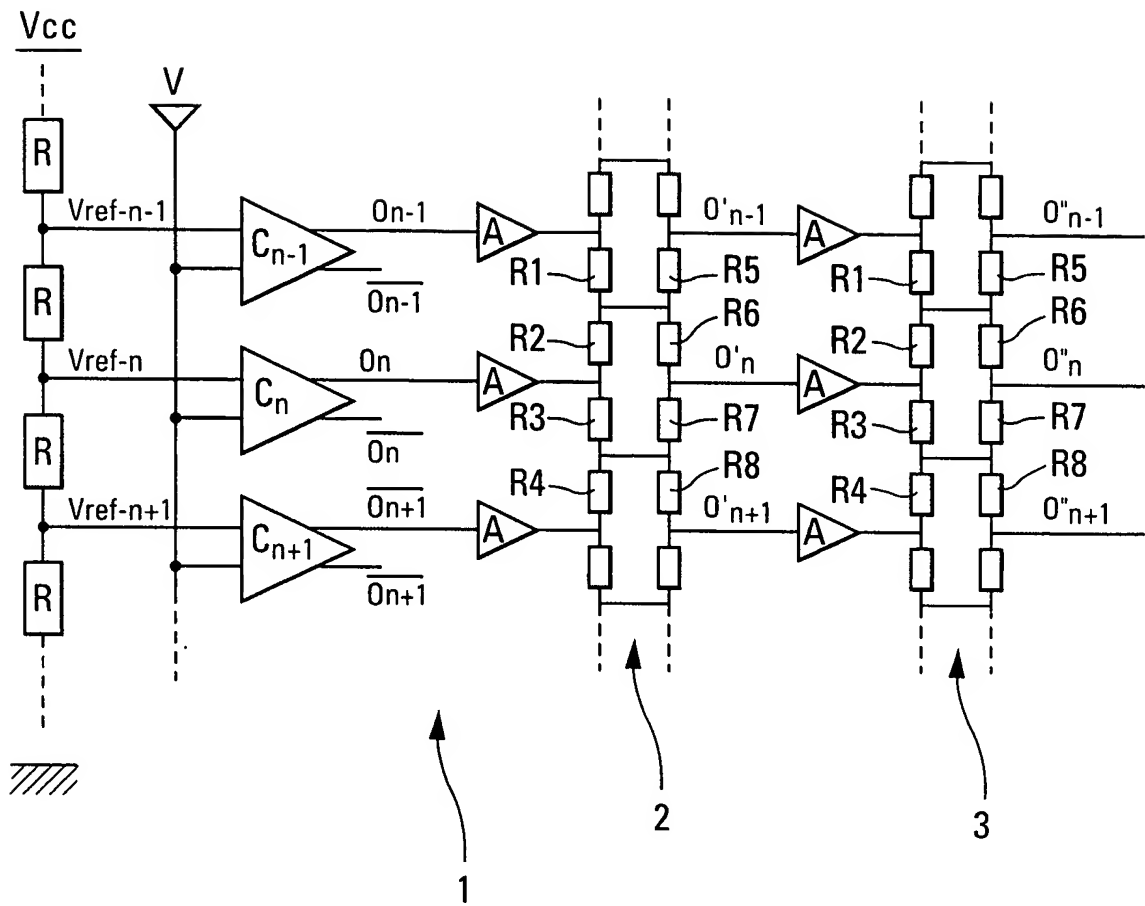 Vcc
V
R
Vref-n-1
Cn-1
On-1
On-1
A
O'n-1
A
O"n-1
R1
R5
R1
R5
R
R2
R6
R2
R6
Vref-n
Cn
On
On
A
O'n
A
O"n
R3
R7
R3
R7
R
R4
R8
R4
R8
Vref-n+1
Cn+1
On+1
On+1
A
O'n+1
A
O"n+1
R
2
3
1